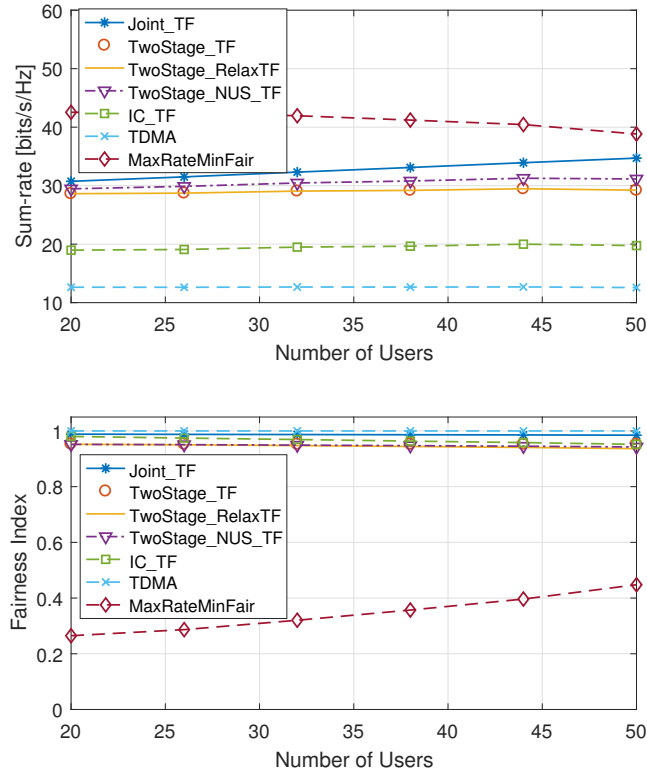 60
50
40
30
20
10
Sum-rate [bits/s/Hz]
Joint_TF
TwoStage_TF
TwoStage_RelaxTF
TwoStage_NUS_TF
IC_TF
TDMA
MaxRateMinFair
20 25 30 35 40 45 50
Number of Users
1
0.8
0.6
0.4
0.2
0
Fairness Index
Joint_TF
TwoStage_TF
TwoStage_RelaxTF
TwoStage_NUS_TF
IC_TF
TDMA
MaxRateMinFair
20 25 30 35 40 45 50
Number of Users